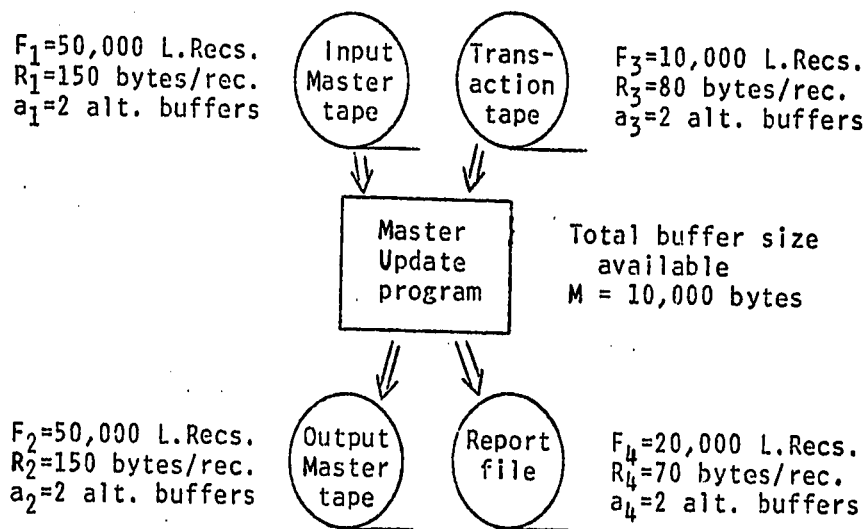 F1=50,000 L.Recs.
R1=150 bytes/rec.
a1=2 alt. buffers
Input
Master
tape
Trans-
action
tape
F3=10,000 L.Recs.
R3=80 bytes/rec.
a3=2 alt. buffers
Master
Update
program
Total buffer size
available
M = 10,000 bytes
F2=50,000 L.Recs.
R2=150 bytes/rec.
a2=2 alt. buffers
Output
Master
tape
Report
file
F4=20,000 L.Recs.
R4=70 bytes/rec.
a4=2 alt. buffers